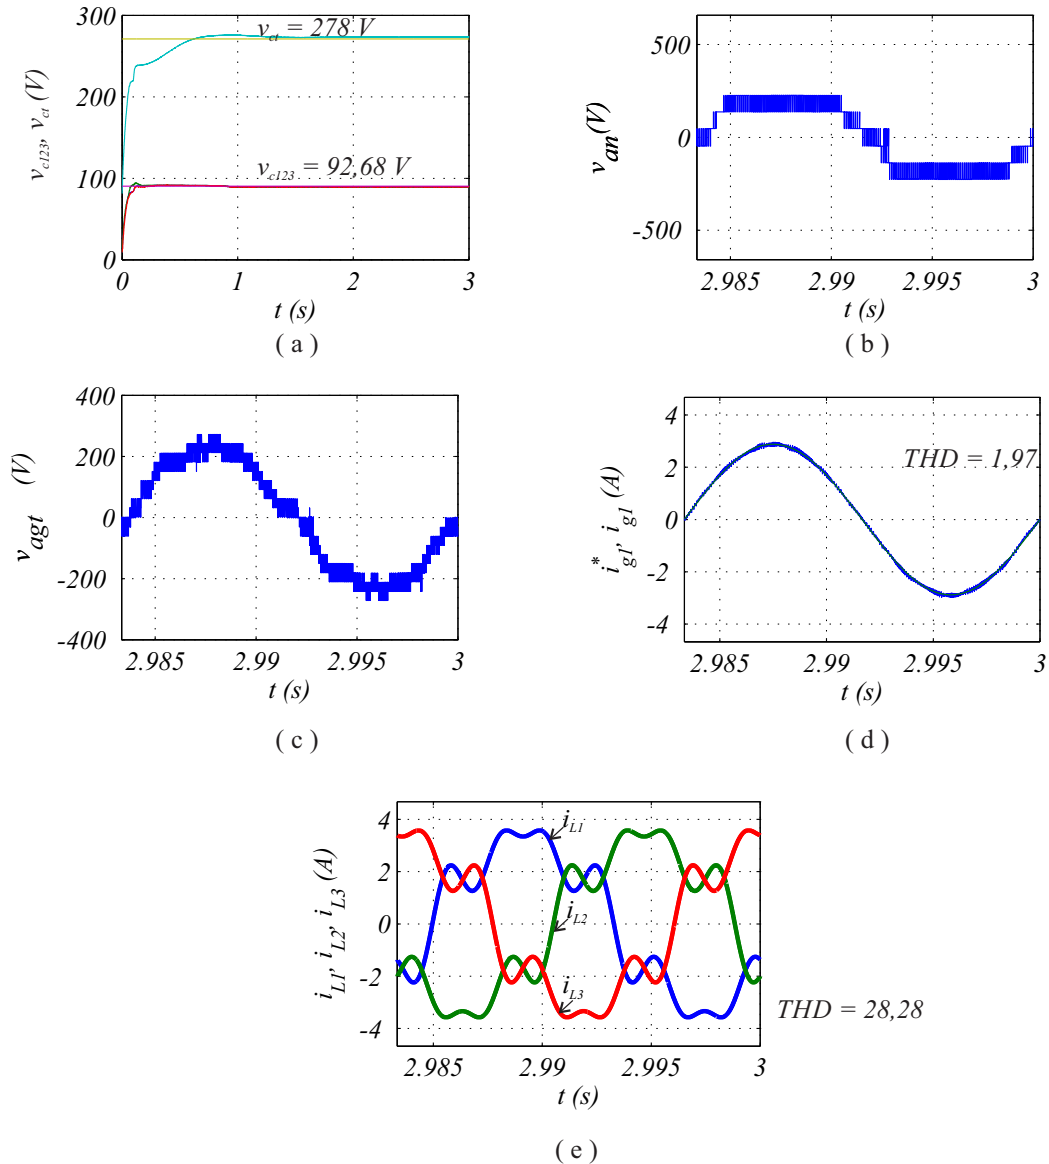 300
200
100
0
v_c123, v_ct (V)
v_ct = 278 V
v_c123 = 92,68 V
0 1 2 3
t (s)
( a )
500
0
-500
v_an(V)
2.985 2.99 2.995 3
t (s)
( b )
400
200
0
-200
-400
v_agt (V)
2.985 2.99 2.995 3
t (s)
( c )
4
2
0
-2
-4
i*_g1, i_g1 (A)
THD = 1,97
2.985 2.99 2.995 3
t (s)
( d )
4
2
0
-2
-4
i_L1, i_L2, i_L3 (A)
i_L1
i_L2
i_L3
THD = 28,28
2.985 2.99 2.995 3
t (s)
( e )